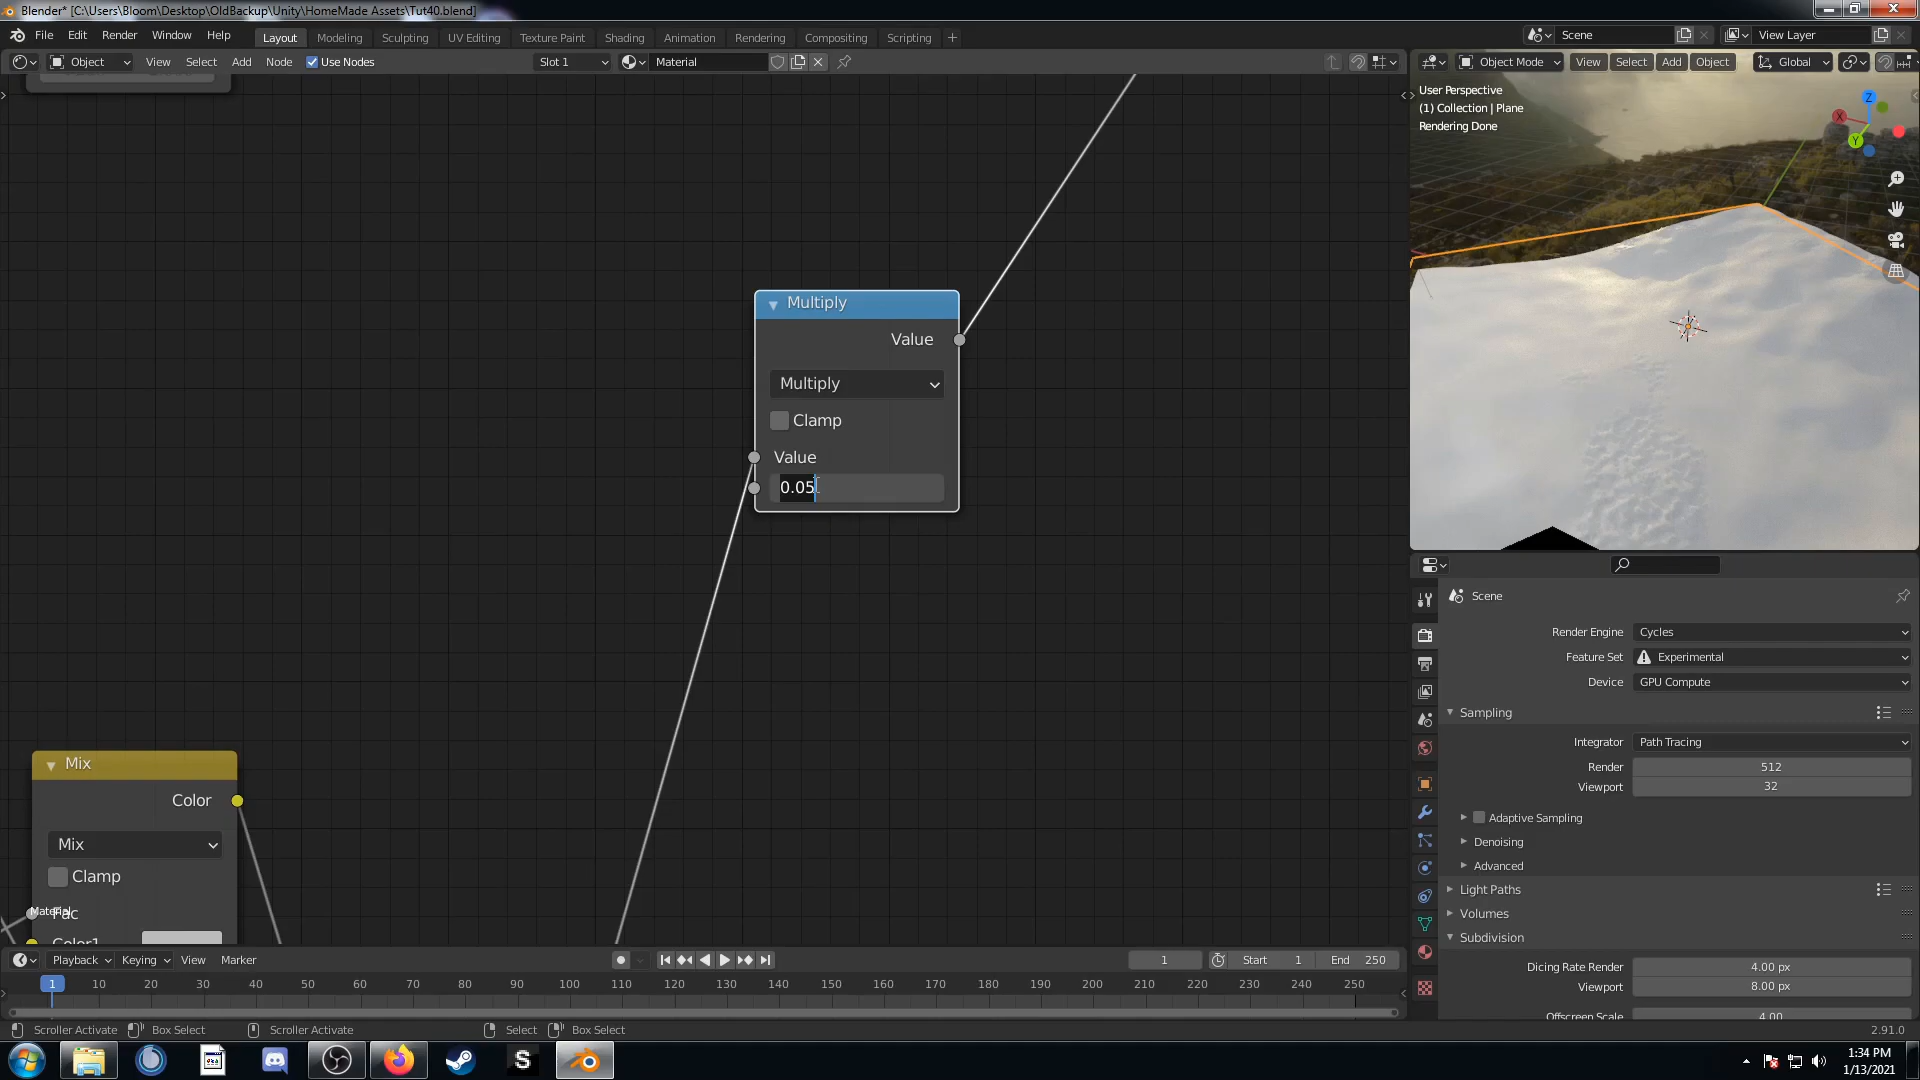 Blender* [C:\Users\Bloom\Desktop\OldBackup\Unity\HomeMade Assets\Tut40.blend]
File Edit Render Window Help
Layout Modeling Sculpting UV Editing Texture Paint Shading Animation Rendering Compositing Scripting +
Scene
View Layer
Object View Select Add Node Use Nodes Slot 1 Material
Object Mode View Select Add Object Global
User Perspective
(1) Collection | Plane
Rendering Done
Z
X
Y
Multiply
Value
Multiply
Clamp
Value
0.05
Mix
Color
Mix
Clamp
Material
Fac
Color1
Scene
Render Engine Cycles
Feature Set Experimental
Device GPU Compute
Sampling
Integrator Path Tracing
Render 512
Viewport 32
Adaptive Sampling
Denoising
Advanced
Light Paths
Volumes
Subdivision
Dicing Rate Render 4.00 px
Viewport 8.00 px
Offscreen Scale 4.00
Playback Keying View Marker
1 Start 1 End 250
1 10 20 30 40 50 60 70 80 90 100 110 120 130 140 150 160 170 180 190 200 210 220 230 240 250
Scroller Activate Box Select Scroller Activate Select Box Select
2.91.0
S
1:34 PM
1/13/2021